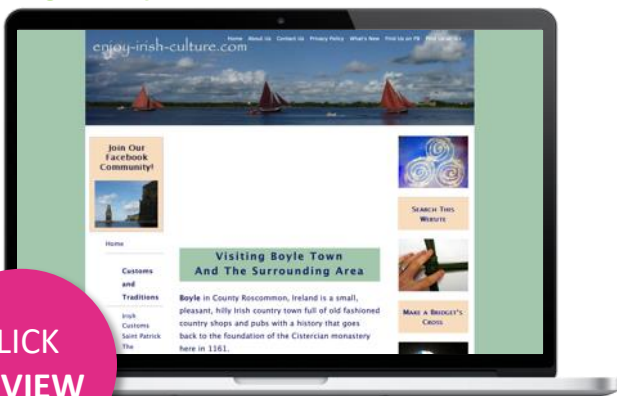 Home About Us Contact Us Privacy Policy What's New Find Us on FB
enjoy-irish-culture.com
Join Our
Facebook
Community!
Home
Customs
and
Traditions
Irish
Customs
Saint Patrick
The
Visiting Boyle Town
And The Surrounding Area
Boyle in County Roscommon, Ireland is a small,
pleasant, hilly Irish country town full of old fashioned
country shops and pubs with a history that goes
back to the foundation of the Cistercian monastery
here in 1161.
SEARCH THIS
WEBSITE
MAKE A BRIDGET'S
CROSS
LICK
VIEW